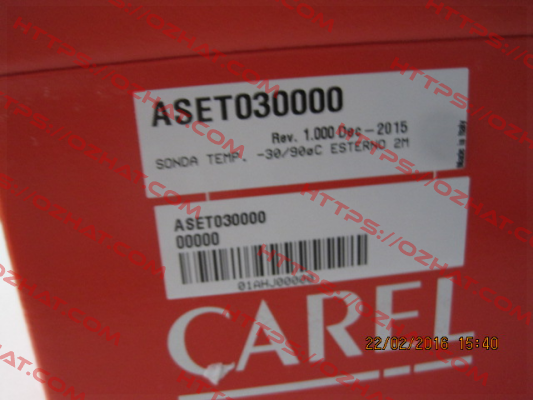 ASET030000
Rev. 1.000 Dec-2015
SONDA TEMP. -30/90øC ESTERNO 2M
Made in Italy
ASET030000
00000
01AHJ00000
CAREL
22/02/2016 15:40
HTTPS://OZHAT.COM